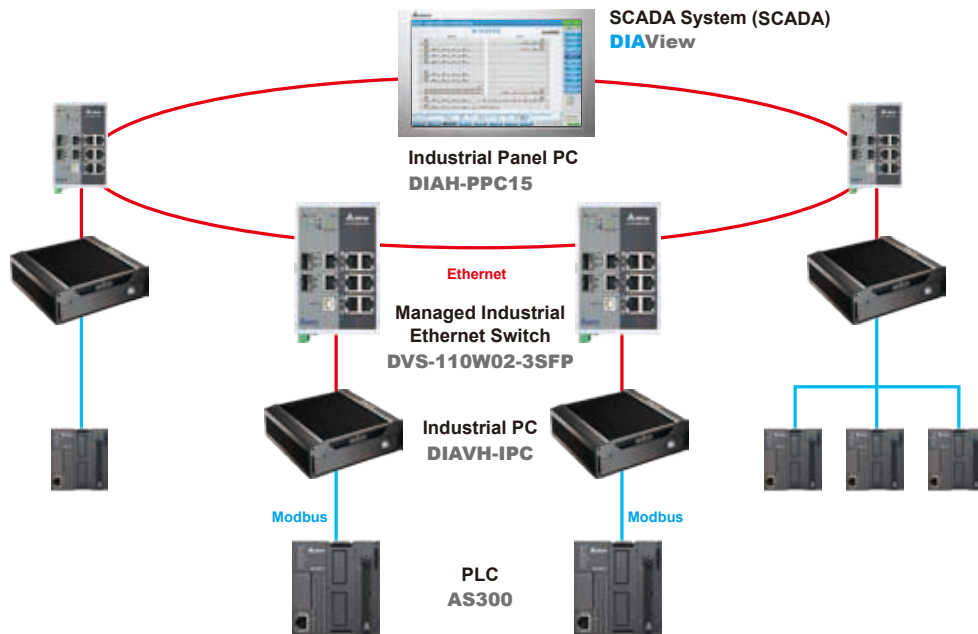 SCADA System (SCADA)
DIAView
Industrial Panel PC
DIAH-PPC15
Ethernet
Managed Industrial
Ethernet Switch
DVS-110W02-3SFP
Industrial PC
DIAVH-IPC
Modbus
Modbus
PLC
AS300